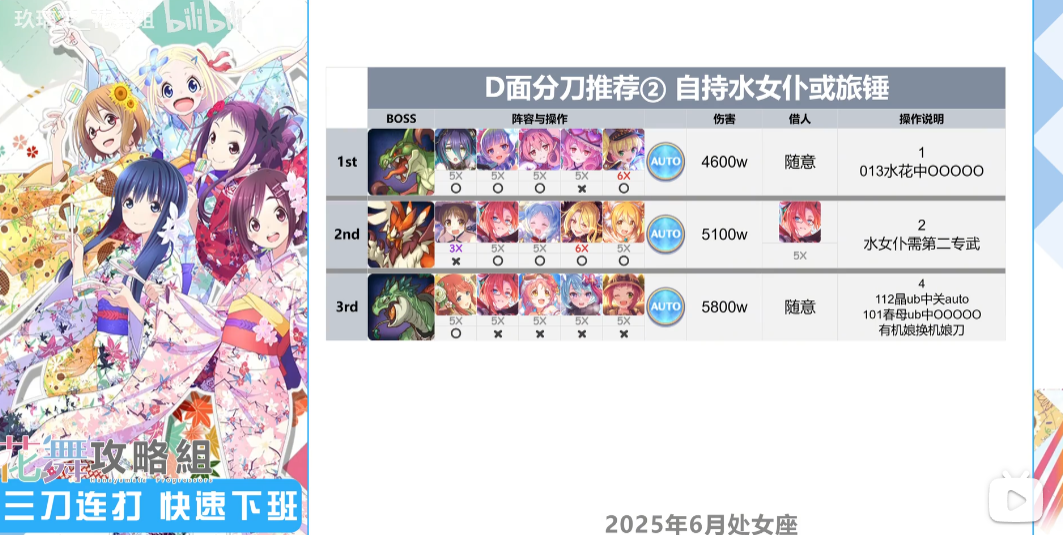 bilibili
D面分刀推荐② 自持水女仆或旅锤
BOSS 阵容与操作 伤害 借人 操作说明
1st 5X 5X 5X 5X 6X AUTO 4600w 随意
O O O × O
1
013水花中OOOOO
2nd 3X 5X 5X 6X 5X AUTO 5100w 5X
× O O O O
2
水女仆需第二专武
3rd 5X 5X 5X 5X 5X AUTO 5800w 随意
O × × × ×
4
112晶ub中关auto
101春母ub中OOOOO
有机娘换机娘刀
花舞攻略組
Hanayamata Progressors
三刀连打 快速下班
2025年6月处女座